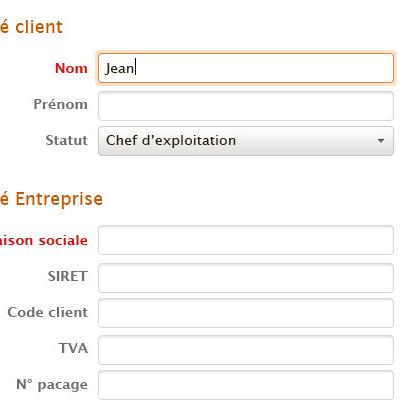 é client
Nom Jean
Prénom
Statut Chef d'exploitation
é Entreprise
aison sociale
SIRET
Code client
TVA
N° pacage